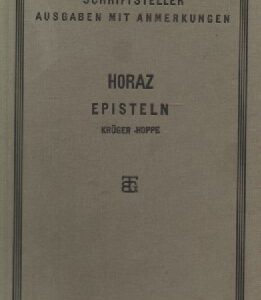 SCHRIFTSTELLER
AUSGABEN MIT ANMERKUNGEN
HORAZ
EPISTELN
KRÜGER-HOPPE